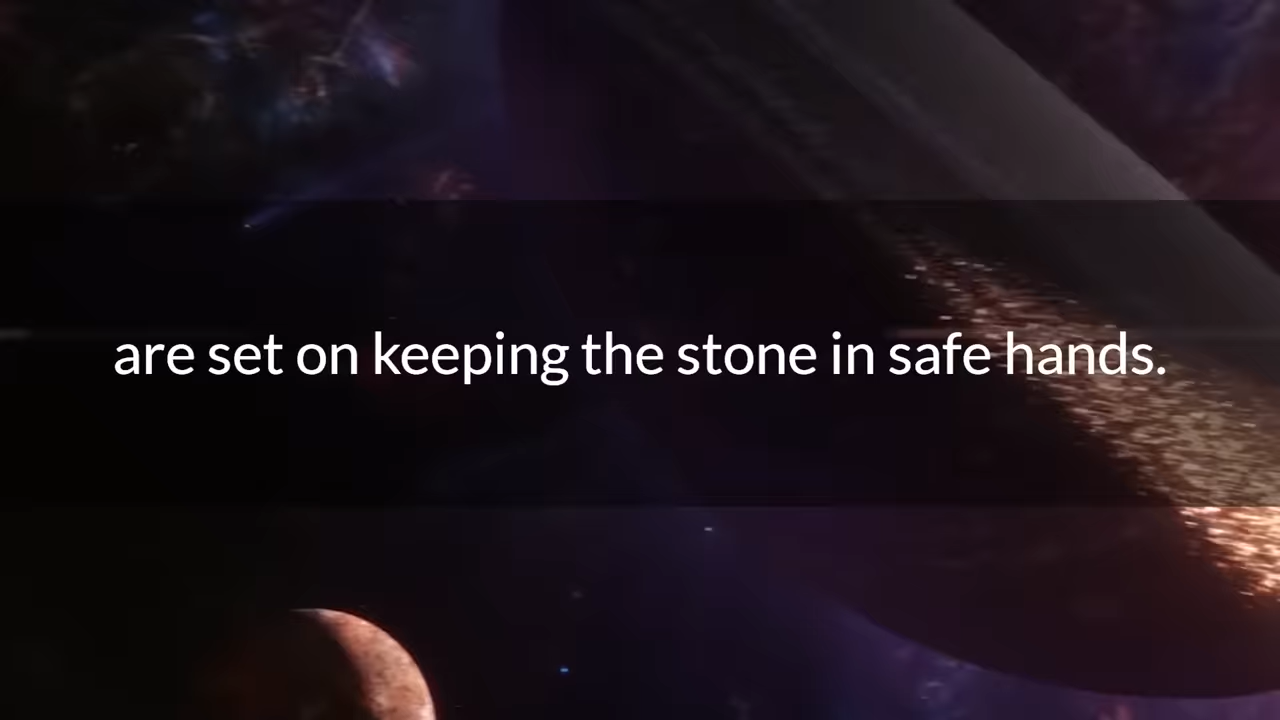 are set on keeping the stone in safe hands.